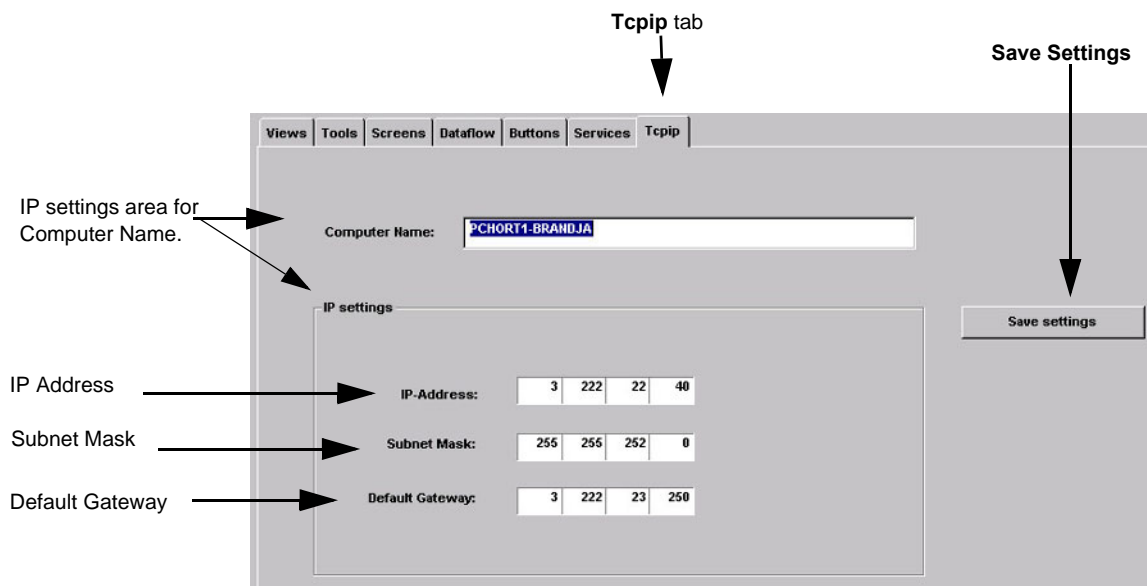 Tcpip tab
Save Settings
Views Tools Screens Dataflow Buttons Services Tcpip
IP settings area for
Computer Name.
Computer Name: PCHORT1-BRANDJA
IP settings
Save settings
IP Address
IP-Address: 3 222 22 40
Subnet Mask
Subnet Mask: 255 255 252 0
Default Gateway
Default Gateway: 3 222 23 250